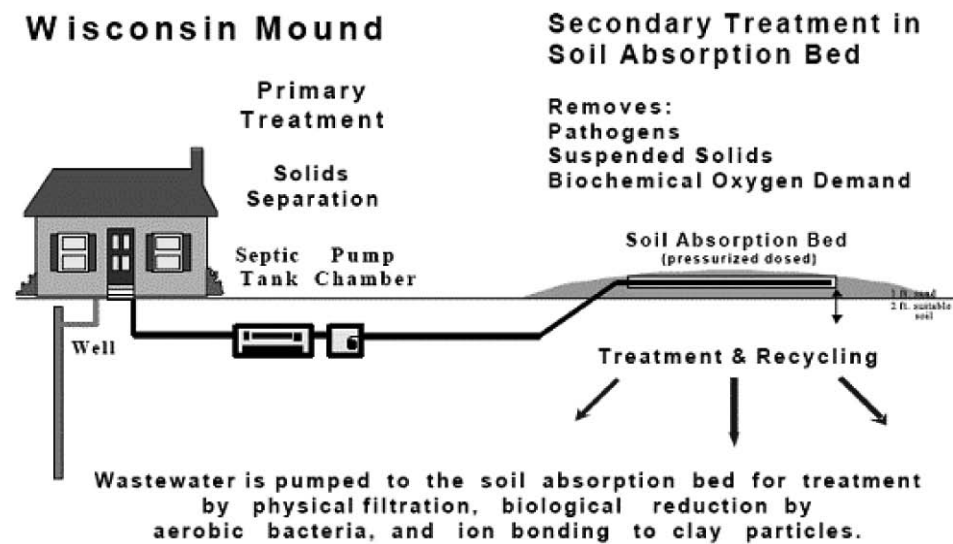 Wisconsin Mound
Secondary Treatment in
Soil Absorption Bed
Primary
Treatment
Removes:
Pathogens
Suspended Solids
Biochemical Oxygen Demand
Solids
Separation
Septic
Tank
Pump
Chamber
Soil Absorption Bed
(pressurized dosed)
1 ft. sand
2 ft. suitable
soil
Well
Treatment & Recycling
Wastewater is pumped to the soil absorption bed for treatment
by physical filtration, biological reduction by
aerobic bacteria, and ion bonding to clay particles.